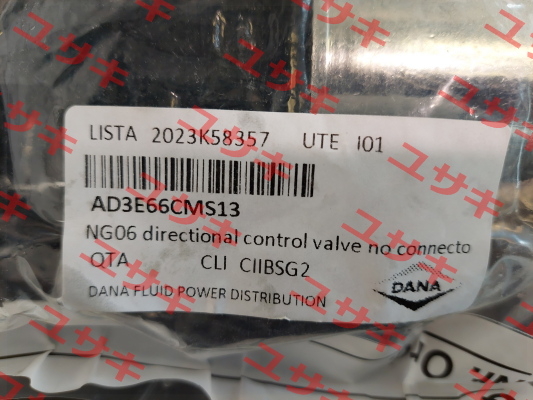 LISTA 2023K58357 UTE I01
AD3E66CMS13
NG06 directional control valve no connecto
QTA CLI CIIBSG2
DANA FLUID POWER DISTRIBUTION
DANA
ユサキ